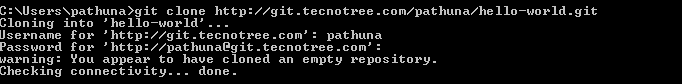 C:\Users\pathuna>git clone http://git.tecnotree.com/pathuna/hello-world.git
Cloning into 'hello-world'...
Username for 'http://git.tecnotree.com': pathuna
Password for 'http://pathuna@git.tecnotree.com':
warning: You appear to have cloned an empty repository.
Checking connectivity... done.